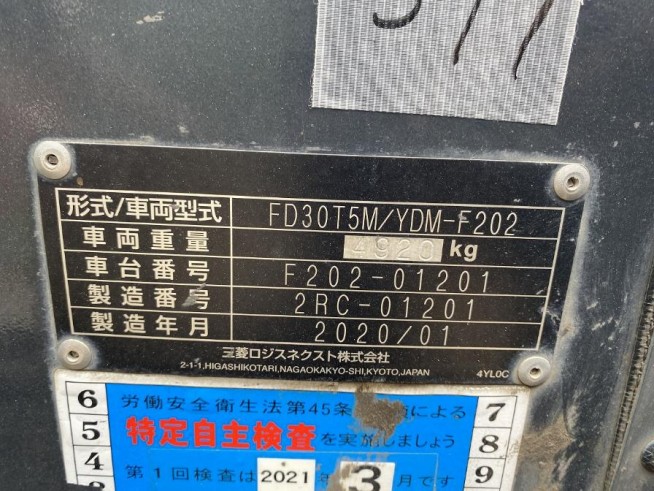 形式/車両型式 FD30T5M/YDM-F202
車両重量 4920 kg
車台番号 F202-01201
製造番号 2RC-01201
製造年月 2020/01
三菱ロジスネクスト株式会社
2-1-1,HIGASHIKOTARI,NAGAOKAKYO-SHI,KYOTO,JAPAN 4YL0C
6 労働安全衛生法第45条 による 7
5 特定自主検査を実施しましょう 8
4 第1回検査は 2021年 3月です 9